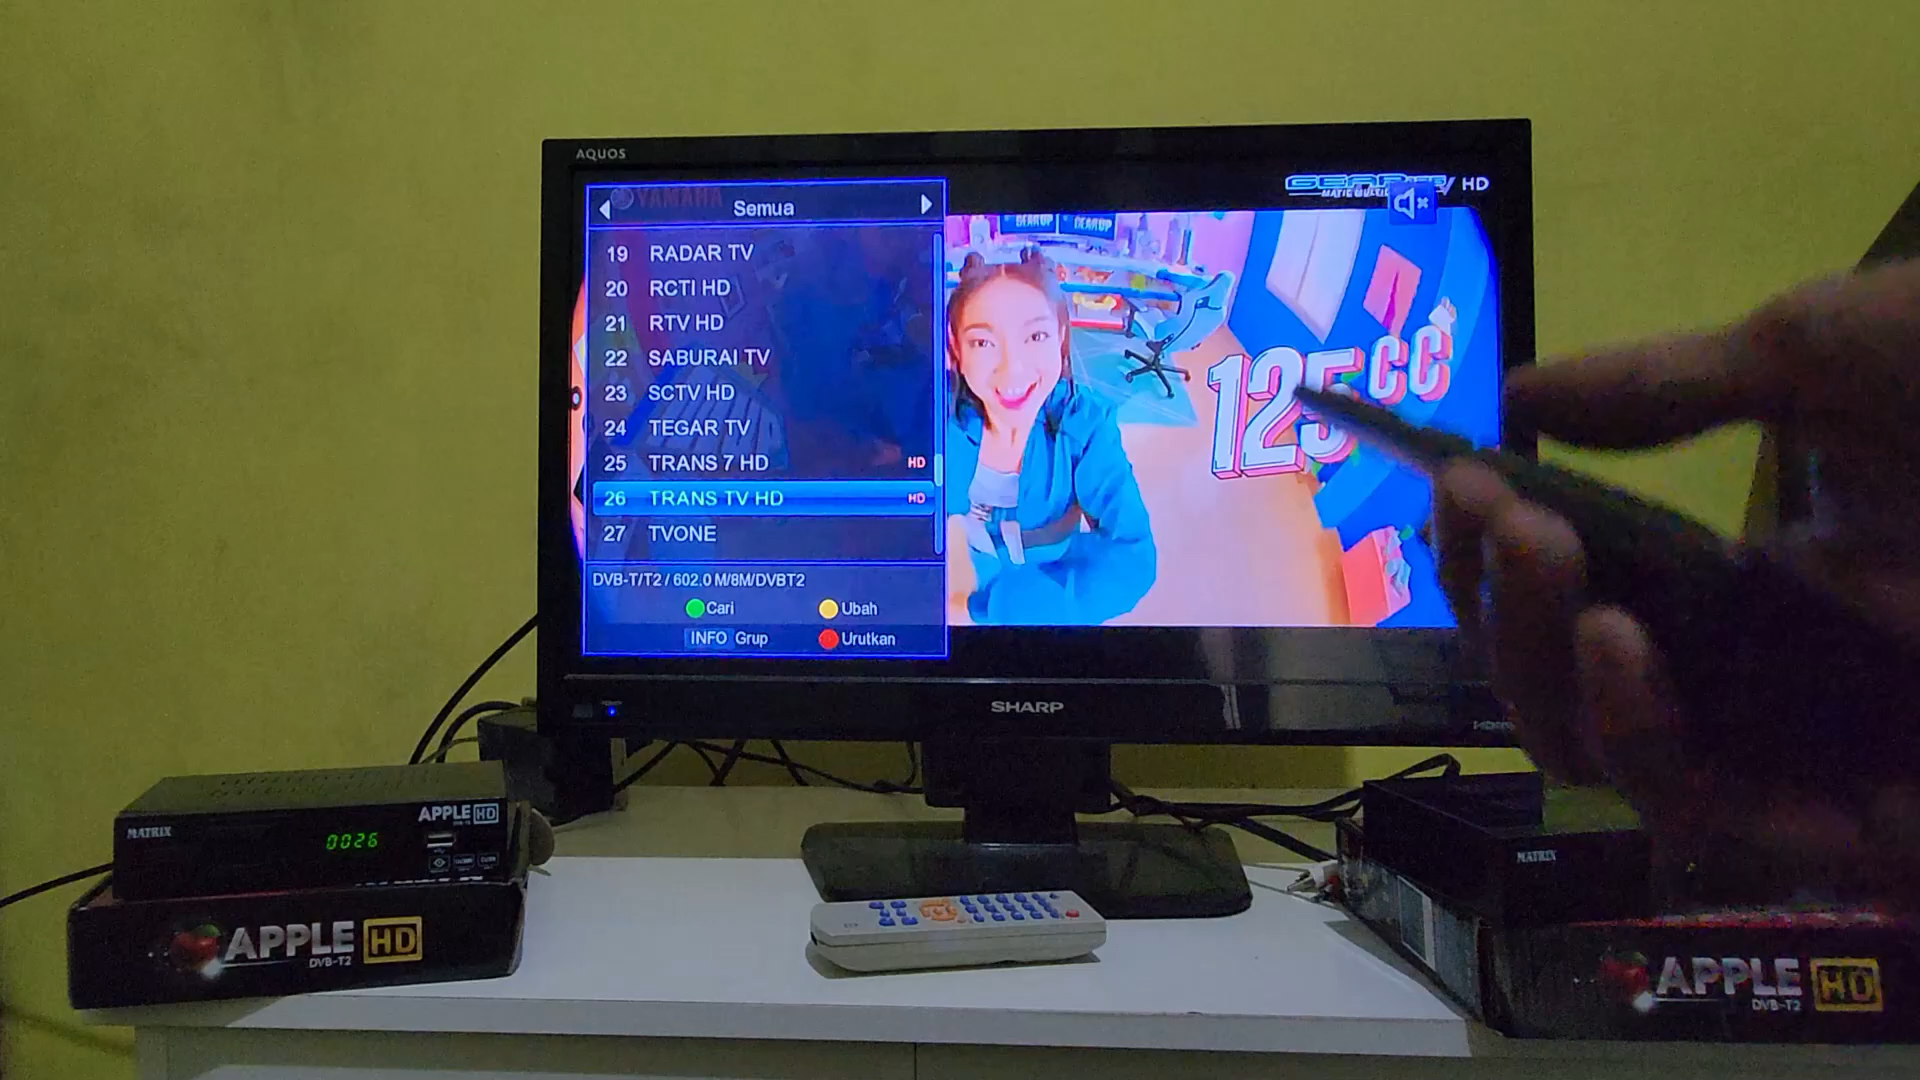 AQUOS
YAMAHA
Semua
19 RADAR TV
20 RCTI HD
21 RTV HD
22 SABURAI TV
23 SCTV HD
24 TEGAR TV
25 TRANS 7 HD HD
26 TRANS TV HD HD
27 TVONE
DVB-T/T2 / 602.0 M/8M/DVBT2
Cari
Ubah
INFO Grup
Urutkan
HD
GEAR UP
125 CC
SHARP
MATRIX
APPLE HD
0026
APPLE HD
DVB-T2
MATRIX
APPLE HD
DVB-T2